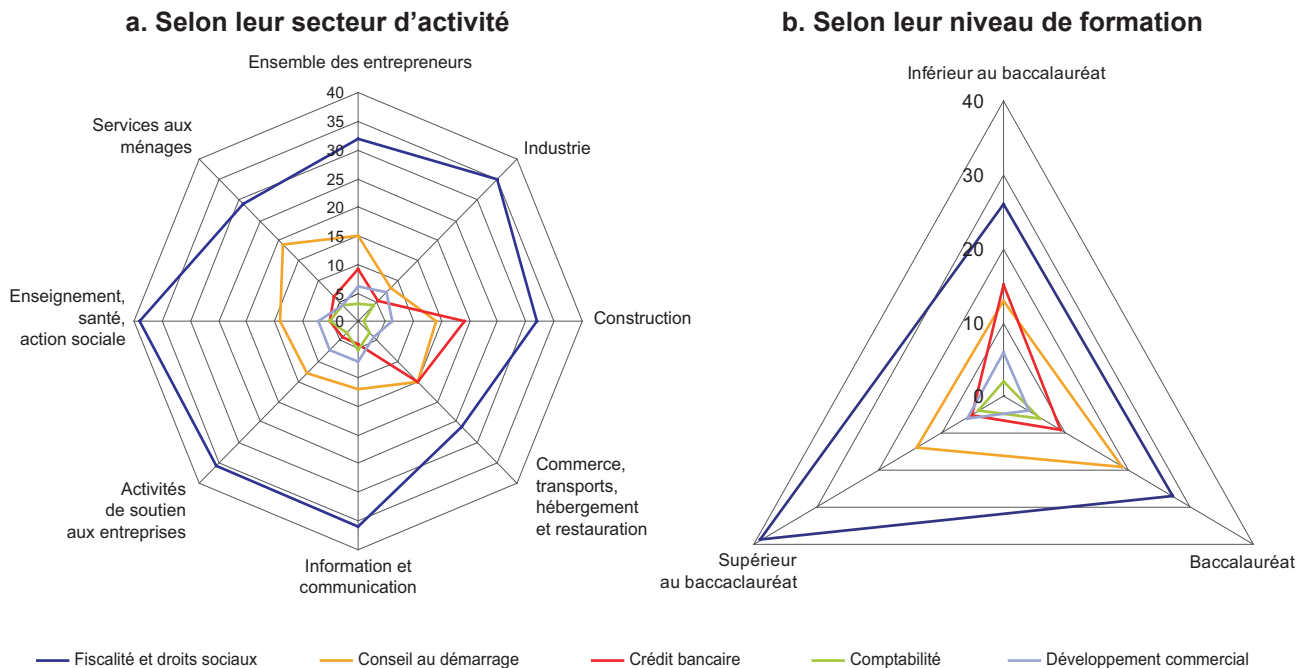 a. Selon leur secteur d’activité
Ensemble des entrepreneurs
40
35
30
25
20
15
10
5
0
Industrie
Construction
Commerce,
transports,
hébergement
et restauration
Information et
communication
Activités
de soutien
aux entreprises
Enseignement,
santé,
action sociale
Services aux
ménages
b. Selon leur niveau de formation
Inférieur au baccalauréat
40
30
20
10
0
Baccalauréat
Supérieur
au baccaclauréat
Fiscalité et droits sociaux
Conseil au démarrage
Crédit bancaire
Comptabilité
Développement commercial